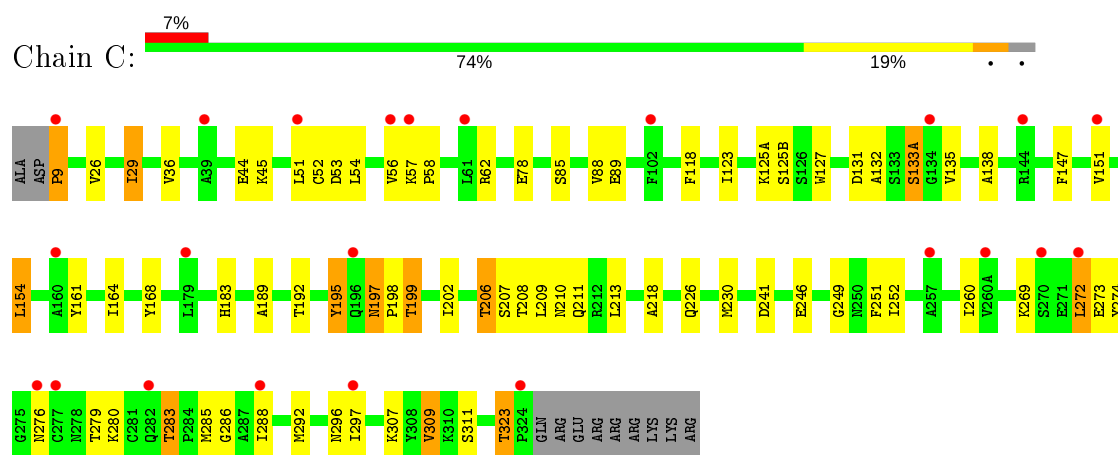 7%
Chain C:
74% 19% • •
ALA ASP P9 V26 I29 V36 A39 E44 K45 L51 C52 D53 L54 V56 K57 P58 L61 R62 E78 S85 V88 E89 F102 F118 I123 K125A S125B S126 W127 D131 A132 S133 S133A G134 V135 A138 R144 F147 V151
L154 A160 Y161 I164 Y168 L179 H183 A189 T192 Y195 Q196 N197 P198 T199 I202 T206 S207 T208 L209 N210 Q211 R212 L213 A218 Q226 M230 D241 E246 G249 N250 F251 I252 A257 I260 V260A K269 S270 E271 L272 E273 Y274
G275 N276 C277 N278 T279 K280 C281 Q282 T283 P284 M285 G286 A287 I288 M292 N296 I297 K307 Y308 V309 K310 S311 T323 P324 GLN ARG GLU ARG ARG ARG LYS LYS ARG